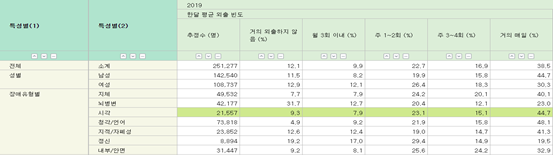 2019
특성별(1) 특성별(2) 한달 평균 외출 빈도
추정수 (명) 거의 외출하지 않음 (%) 월 3회 이내 (%) 주 1~2회 (%) 주 3~4회 (%) 거의 매일 (%)
전체 소계 251,277 12.1 9.9 22.7 16.9 38.5
성별 남성 142,540 11.5 8.2 19.9 15.8 44.7
여성 108,737 12.9 12.1 26.4 18.3 30.3
장애유형별 지체 49,532 7.7 7.9 24.2 20.1 40.1
뇌병변 42,177 31.7 12.7 20.4 12.1 23.0
시각 21,557 9.3 7.9 23.1 15.1 44.7
청각/언어 73,818 4.9 9.2 21.9 15.8 48.1
지적/자폐성 23,852 12.6 12.4 19.0 14.7 41.3
정신 8,894 19.2 17.0 29.4 14.9 19.5
내부/안면 31,447 9.2 8.1 25.6 24.2 32.9